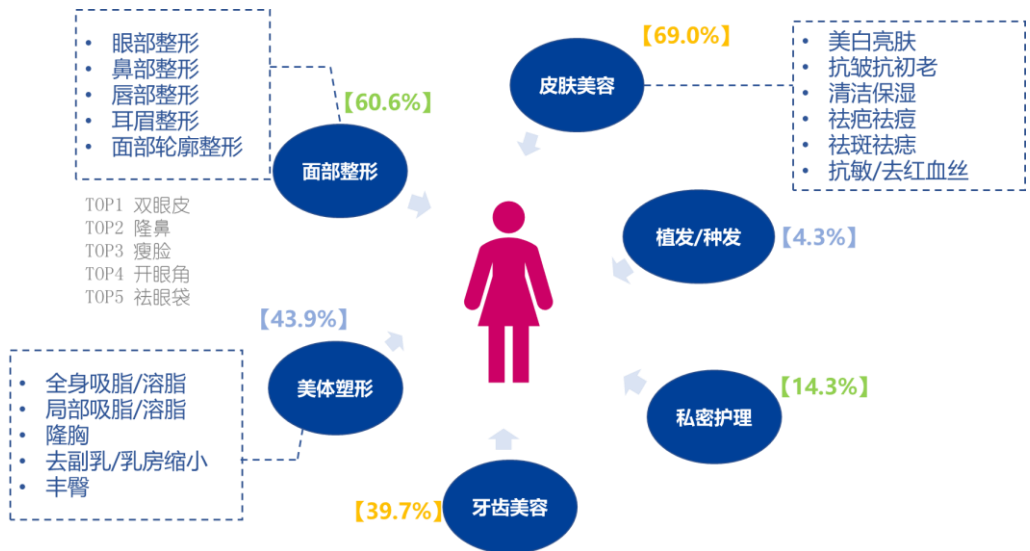 • 眼部整形
• 鼻部整形
• 唇部整形
• 耳眉整形
• 面部轮廓整形
【60.6%】
面部整形
TOP1 双眼皮
TOP2 隆鼻
TOP3 瘦脸
TOP4 开眼角
TOP5 祛眼袋
【69.0%】
皮肤美容
• 美白亮肤
• 抗皱抗初老
• 清洁保湿
• 祛疤祛痘
• 祛斑祛痣
• 抗敏/去红血丝
植发/种发
【4.3%】
【43.9%】
美体塑形
• 全身吸脂/溶脂
• 局部吸脂/溶脂
• 隆胸
• 去副乳/乳房缩小
• 丰臀
【14.3%】
私密护理
【39.7%】
牙齿美容